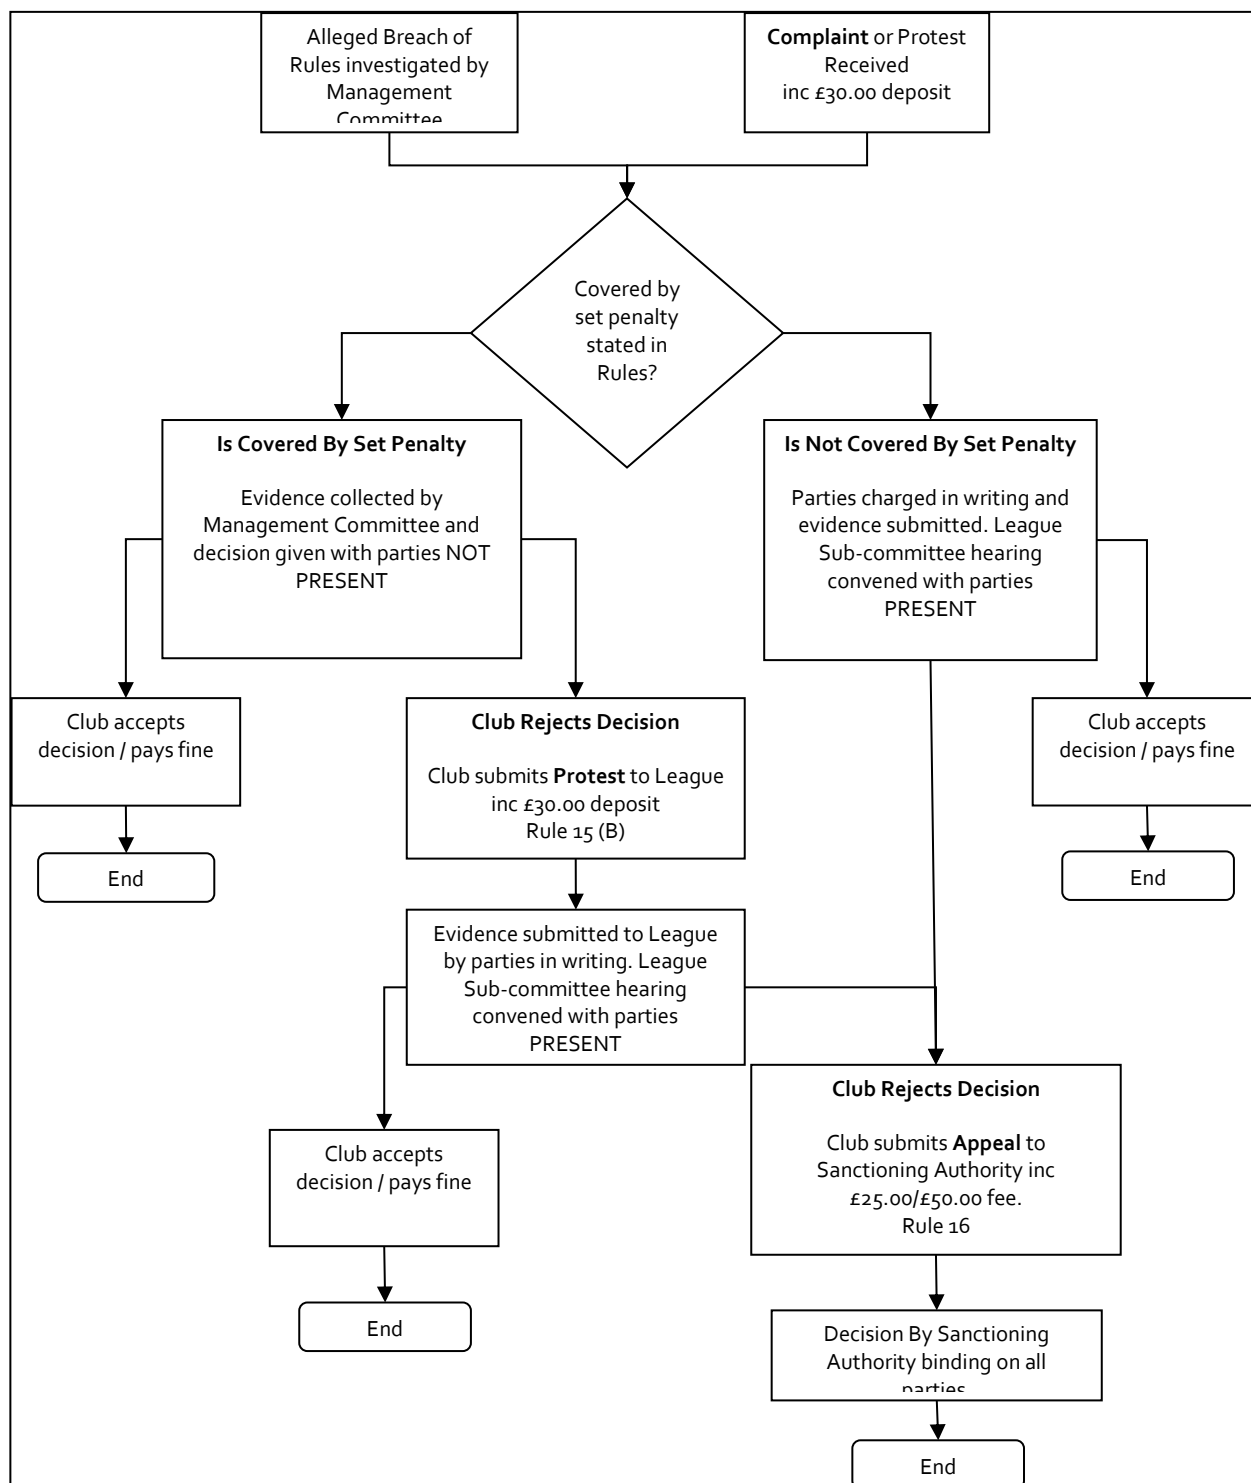 Alleged Breach of
Rules investigated by
Management
Committee
Complaint or Protest
Received
inc £30.00 deposit
Covered by
set penalty
stated in
Rules?
Is Covered By Set Penalty
Evidence collected by
Management Committee and
decision given with parties NOT
PRESENT
Is Not Covered By Set Penalty
Parties charged in writing and
evidence submitted. League
Sub-committee hearing
convened with parties
PRESENT
Club accepts
decision / pays fine
Club Rejects Decision
Club submits Protest to League
inc £30.00 deposit
Rule 15 (B)
Club accepts
decision / pays fine
End
End
Evidence submitted to League
by parties in writing. League
Sub-committee hearing
convened with parties
PRESENT
Club Rejects Decision
Club submits Appeal to
Sanctioning Authority inc
£25.00/£50.00 fee.
Rule 16
Club accepts
decision / pays fine
End
Decision By Sanctioning
Authority binding on all
parties
End